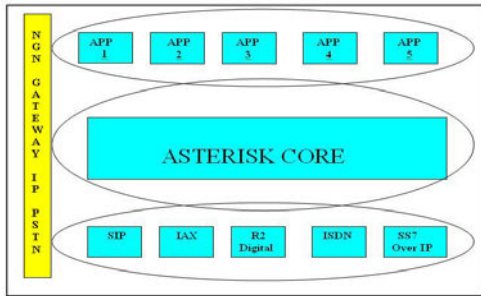 NGN GATEWAY IP PSTN
APP 1
APP 2
APP 3
APP 4
APP 5
ASTERISK CORE
SIP
IAX
R2 Digital
ISDN
SS7 Over IP